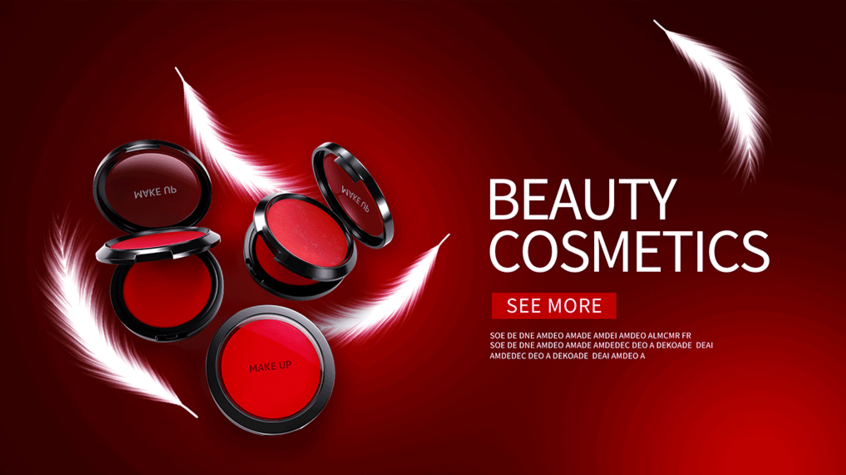 MAKE UP
MAKE UP
MAKE UP
BEAUTY
COSMETICS
SEE MORE
SOE DE DNE AMDEO AMADE AMDEI AMDEO ALMCMR FR
SOE DE DNE AMDEO AMADE AMDEDEC DEO A DEKOADE DEAI
AMDEDEC DEO A DEKOADE DEAI AMDEO A